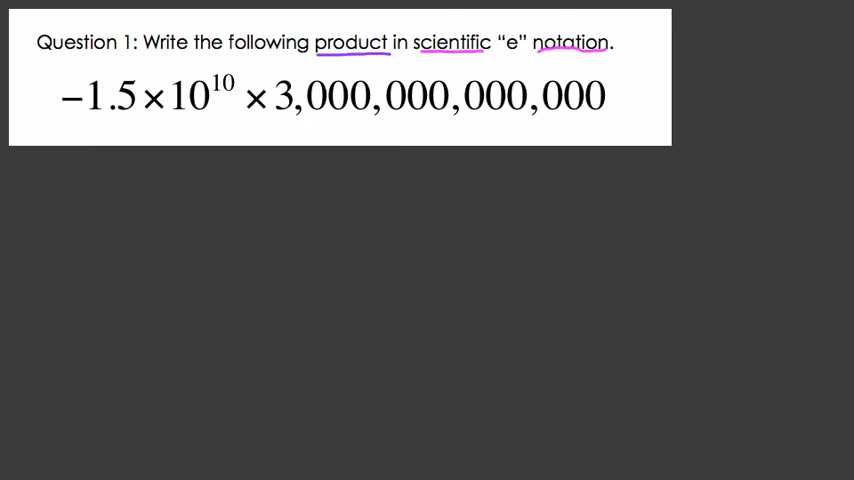 Question 1: Write the following product in scientific “e” notation.
−1.5×10¹⁰ ×3,000,000,000,000